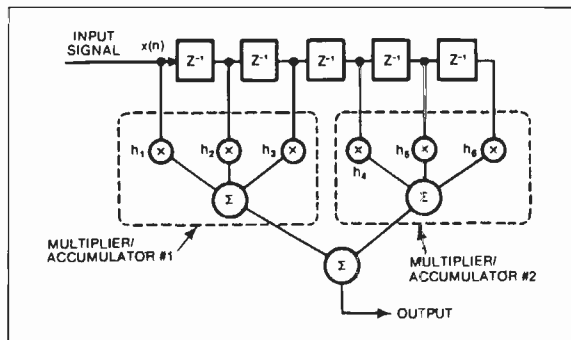 INPUT
SIGNAL
x(n)
Z⁻¹ Z⁻¹ Z⁻¹ Z⁻¹ Z⁻¹
h₁ × h₂ × h₃ × h₄ × h₅ × h₆ ×
Σ Σ
MULTIPLIER/
ACCUMULATOR #1
MULTIPLIER/
ACCUMULATOR #2
Σ
OUTPUT